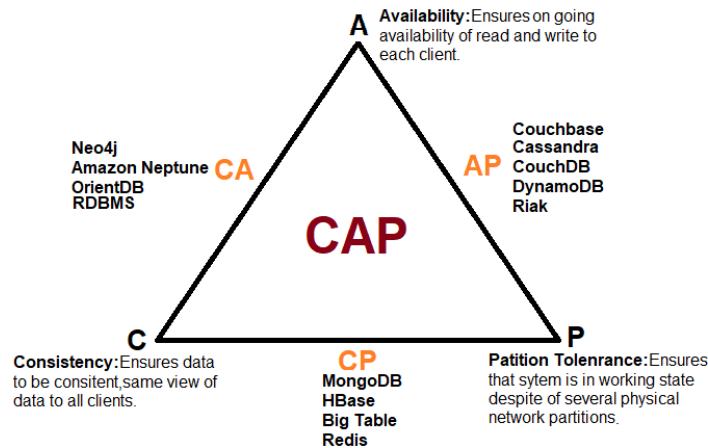 A
Availability:Ensures on going
availability of read and write to
each client.
Neo4j
Amazon Neptune
OrientDB
RDBMS
CA
AP
Couchbase
Cassandra
CouchDB
DynamoDB
Riak
CAP
C
P
Consistency:Ensures data
to be consitent,same view of
data to all clients.
CP
MongoDB
HBase
Big Table
Redis
Patition Tolenrance:Ensures
that sytem is in working state
despite of several physical
network partitions.